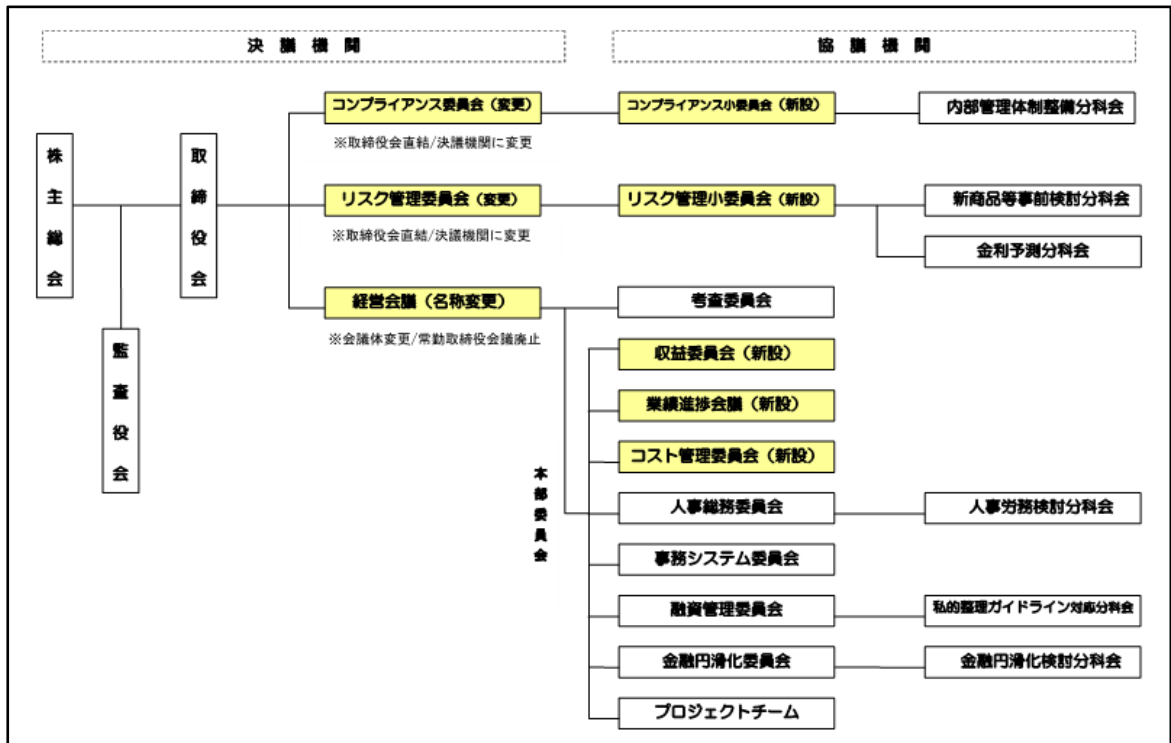 決議機関
協議機関
株主総会
監査役会
取締役会
コンプライアンス委員会（変更）
※取締役会直結/決議機関に変更
コンプライアンス小委員会（新設）
内部管理体制整備分科会
リスク管理委員会（変更）
※取締役会直結/決議機関に変更
リスク管理小委員会（新設）
新商品等事前検討分科会
金利予測分科会
経営会議（名称変更）
※会議体変更/常勤取締役会議廃止
考査委員会
本部委員会
収益委員会（新設）
業績進捗会議（新設）
コスト管理委員会（新設）
人事総務委員会
人事労務検討分科会
事務システム委員会
融資管理委員会
私的整理ガイドライン対応分科会
金融円滑化委員会
金融円滑化検討分科会
プロジェクトチーム